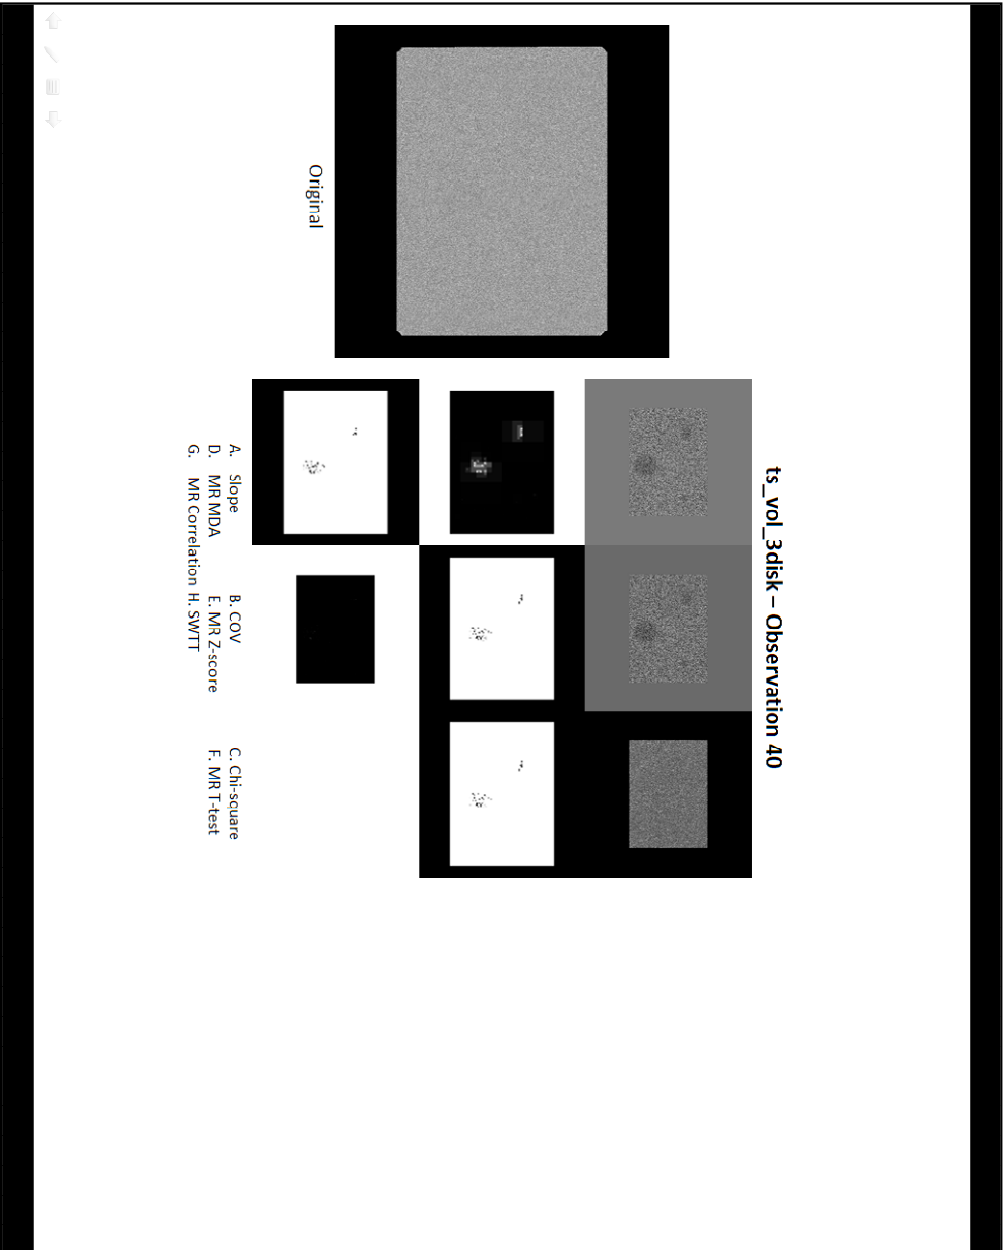 ts_vol_3disk – Observation 40
Original
A. Slope B. COV C. Chi-square
D. MR MDA E. MR Z-score F. MR T-test
G. MR Correlation H. SWTT